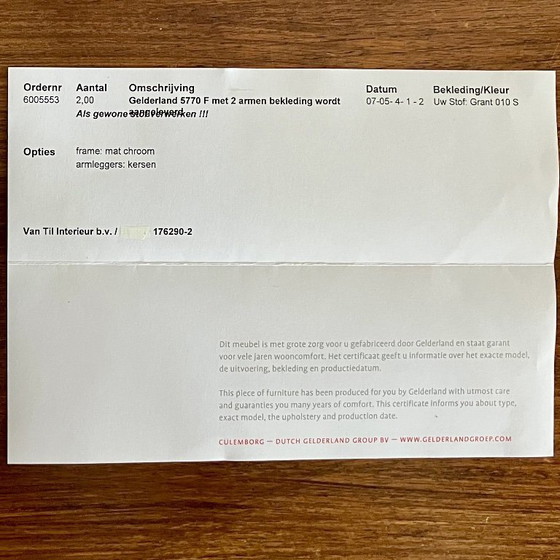 Ordernr Aantal Omschrijving Datum Bekleding/Kleur
6005553 2,00 Gelderland 5770 F met 2 armen bekleding wordt 07-05- 4- 1 - 2 Uw Stof: Grant 010 S
aangeleverd
Als gewone stof verwerken !!!
Opties frame: mat chroom
armleggers: kersen
Van Til Interieur b.v. / 176290-2
Dit meubel is met grote zorg voor u gefabriceerd door Gelderland en staat garant
voor vele jaren wooncomfort. Het certificaat geeft u informatie over het exacte model,
de uitvoering, bekleding en productiedatum.
This piece of furniture has been produced for you by Gelderland with utmost care
and guaranties you many years of comfort. This certificate informs you about type,
exact model, the upholtery and production date.
CULEMBORG — DUTCH GELDERLAND GROUP BV — WWW.GELDERLANDGROEP.COM